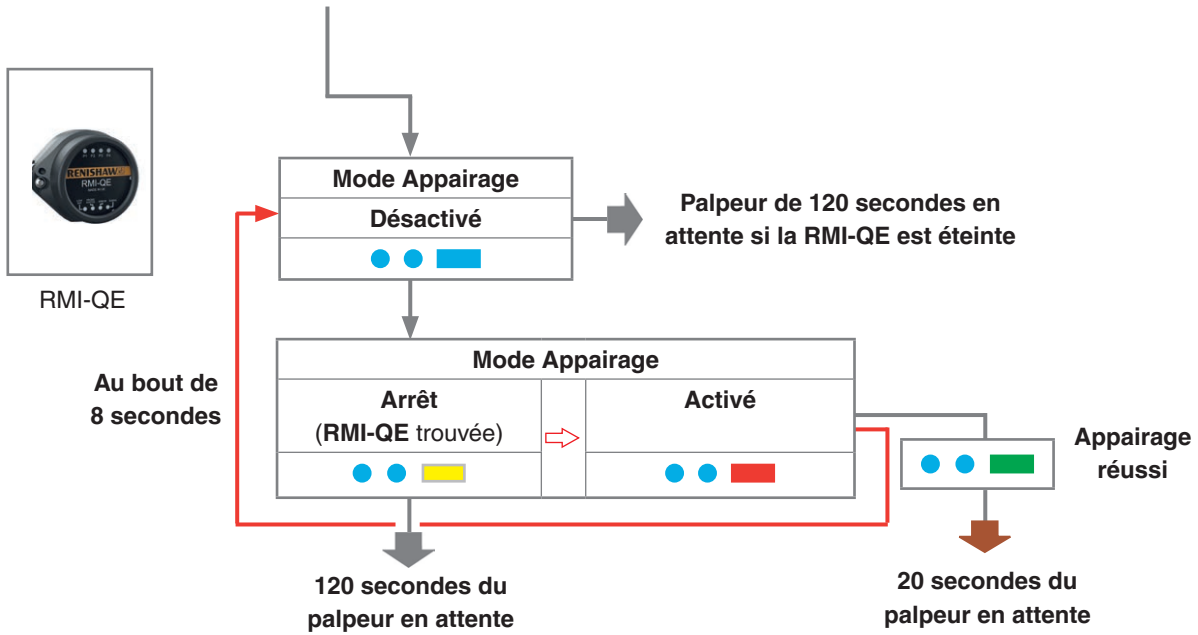 RENISHAW
RMI-QE
RMI-QE
Mode Appairage
Désactivé
Palpeur de 120 secondes en
attente si la RMI-QE est éteinte
Au bout de
8 secondes
Mode Appairage
Arrêt
(RMI-QE trouvée)
Activé
Appairage
réussi
120 secondes du
palpeur en attente
20 secondes du
palpeur en attente